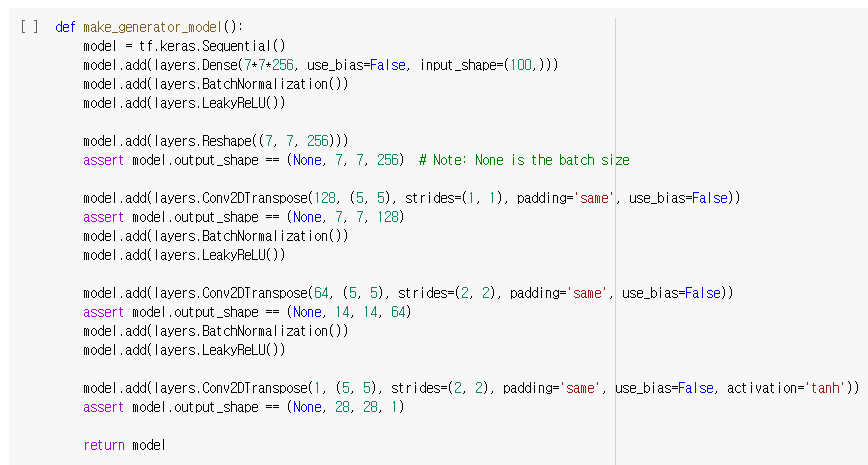 [ ] def make_generator_model():
    model = tf.keras.Sequential()
    model.add(layers.Dense(7*7*256, use_bias=False, input_shape=(100,)))
    model.add(layers.BatchNormalization())
    model.add(layers.LeakyReLU())

    model.add(layers.Reshape((7, 7, 256)))
    assert model.output_shape == (None, 7, 7, 256)  # Note: None is the batch size

    model.add(layers.Conv2DTranspose(128, (5, 5), strides=(1, 1), padding='same', use_bias=False))
    assert model.output_shape == (None, 7, 7, 128)
    model.add(layers.BatchNormalization())
    model.add(layers.LeakyReLU())

    model.add(layers.Conv2DTranspose(64, (5, 5), strides=(2, 2), padding='same', use_bias=False))
    assert model.output_shape == (None, 14, 14, 64)
    model.add(layers.BatchNormalization())
    model.add(layers.LeakyReLU())

    model.add(layers.Conv2DTranspose(1, (5, 5), strides=(2, 2), padding='same', use_bias=False, activation='tanh'))
    assert model.output_shape == (None, 28, 28, 1)

    return model